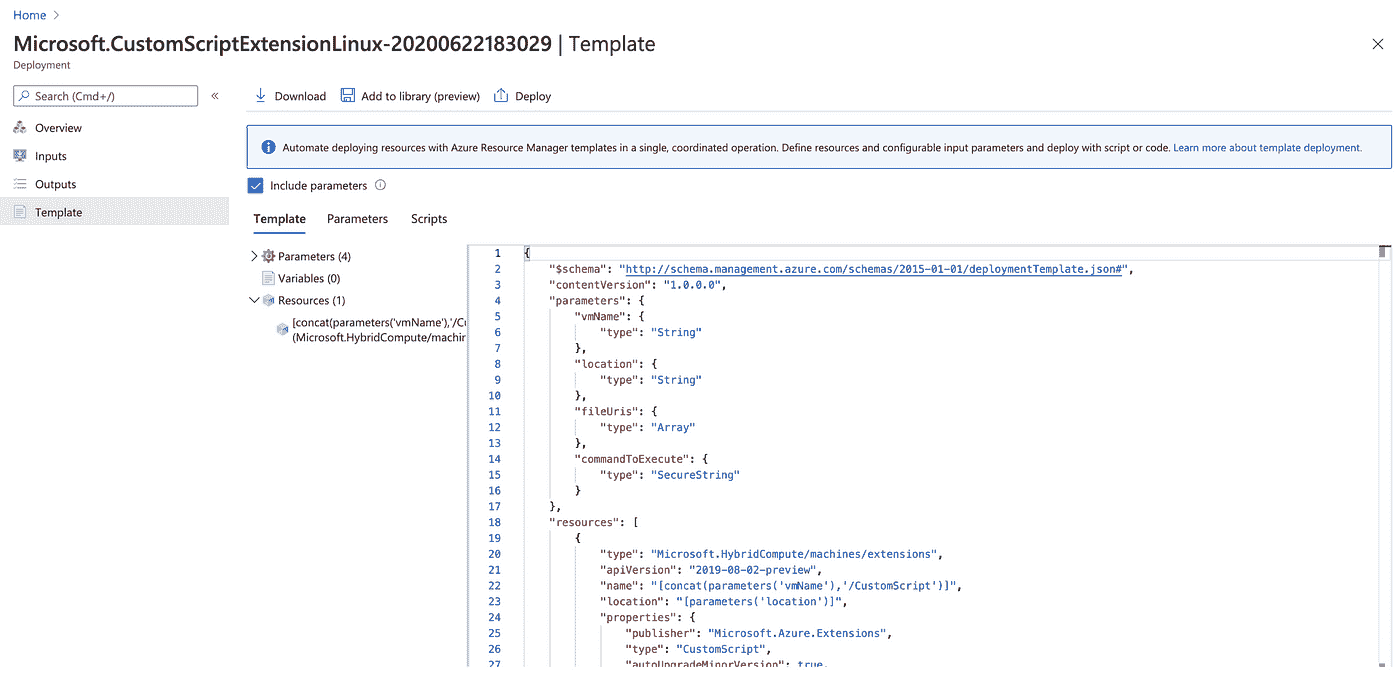 Home >
Microsoft.CustomScriptExtensionLinux-20200622183029 | Template
Deployment
Search (Cmd+/)
«
Download
Add to library (preview)
Deploy
Overview
Inputs
Outputs
Template
Automate deploying resources with Azure Resource Manager templates in a single, coordinated operation. Define resources and configurable input parameters and deploy with script or code. Learn more about template deployment.
Include parameters
Template Parameters Scripts
Parameters (4)
Variables (0)
Resources (1)
[concat(parameters('vmName'),'/Cu
(Microsoft.HybridCompute/machin
1 {
2 "$schema": "http://schema.management.azure.com/schemas/2015-01-01/deploymentTemplate.json#",
3 "contentVersion": "1.0.0.0",
4 "parameters": {
5 "vmName": {
6 "type": "String"
7 },
8 "location": {
9 "type": "String"
10 },
11 "fileUris": {
12 "type": "Array"
13 },
14 "commandToExecute": {
15 "type": "SecureString"
16 }
17 },
18 "resources": [
19 {
20 "type": "Microsoft.HybridCompute/machines/extensions",
21 "apiVersion": "2019-08-02-preview",
22 "name": "[concat(parameters('vmName'),'/CustomScript')]",
23 "location": "[parameters('location')]",
24 "properties": {
25 "publisher": "Microsoft.Azure.Extensions",
26 "type": "CustomScript",
27 "autoUpgradeMinorVersion": true,